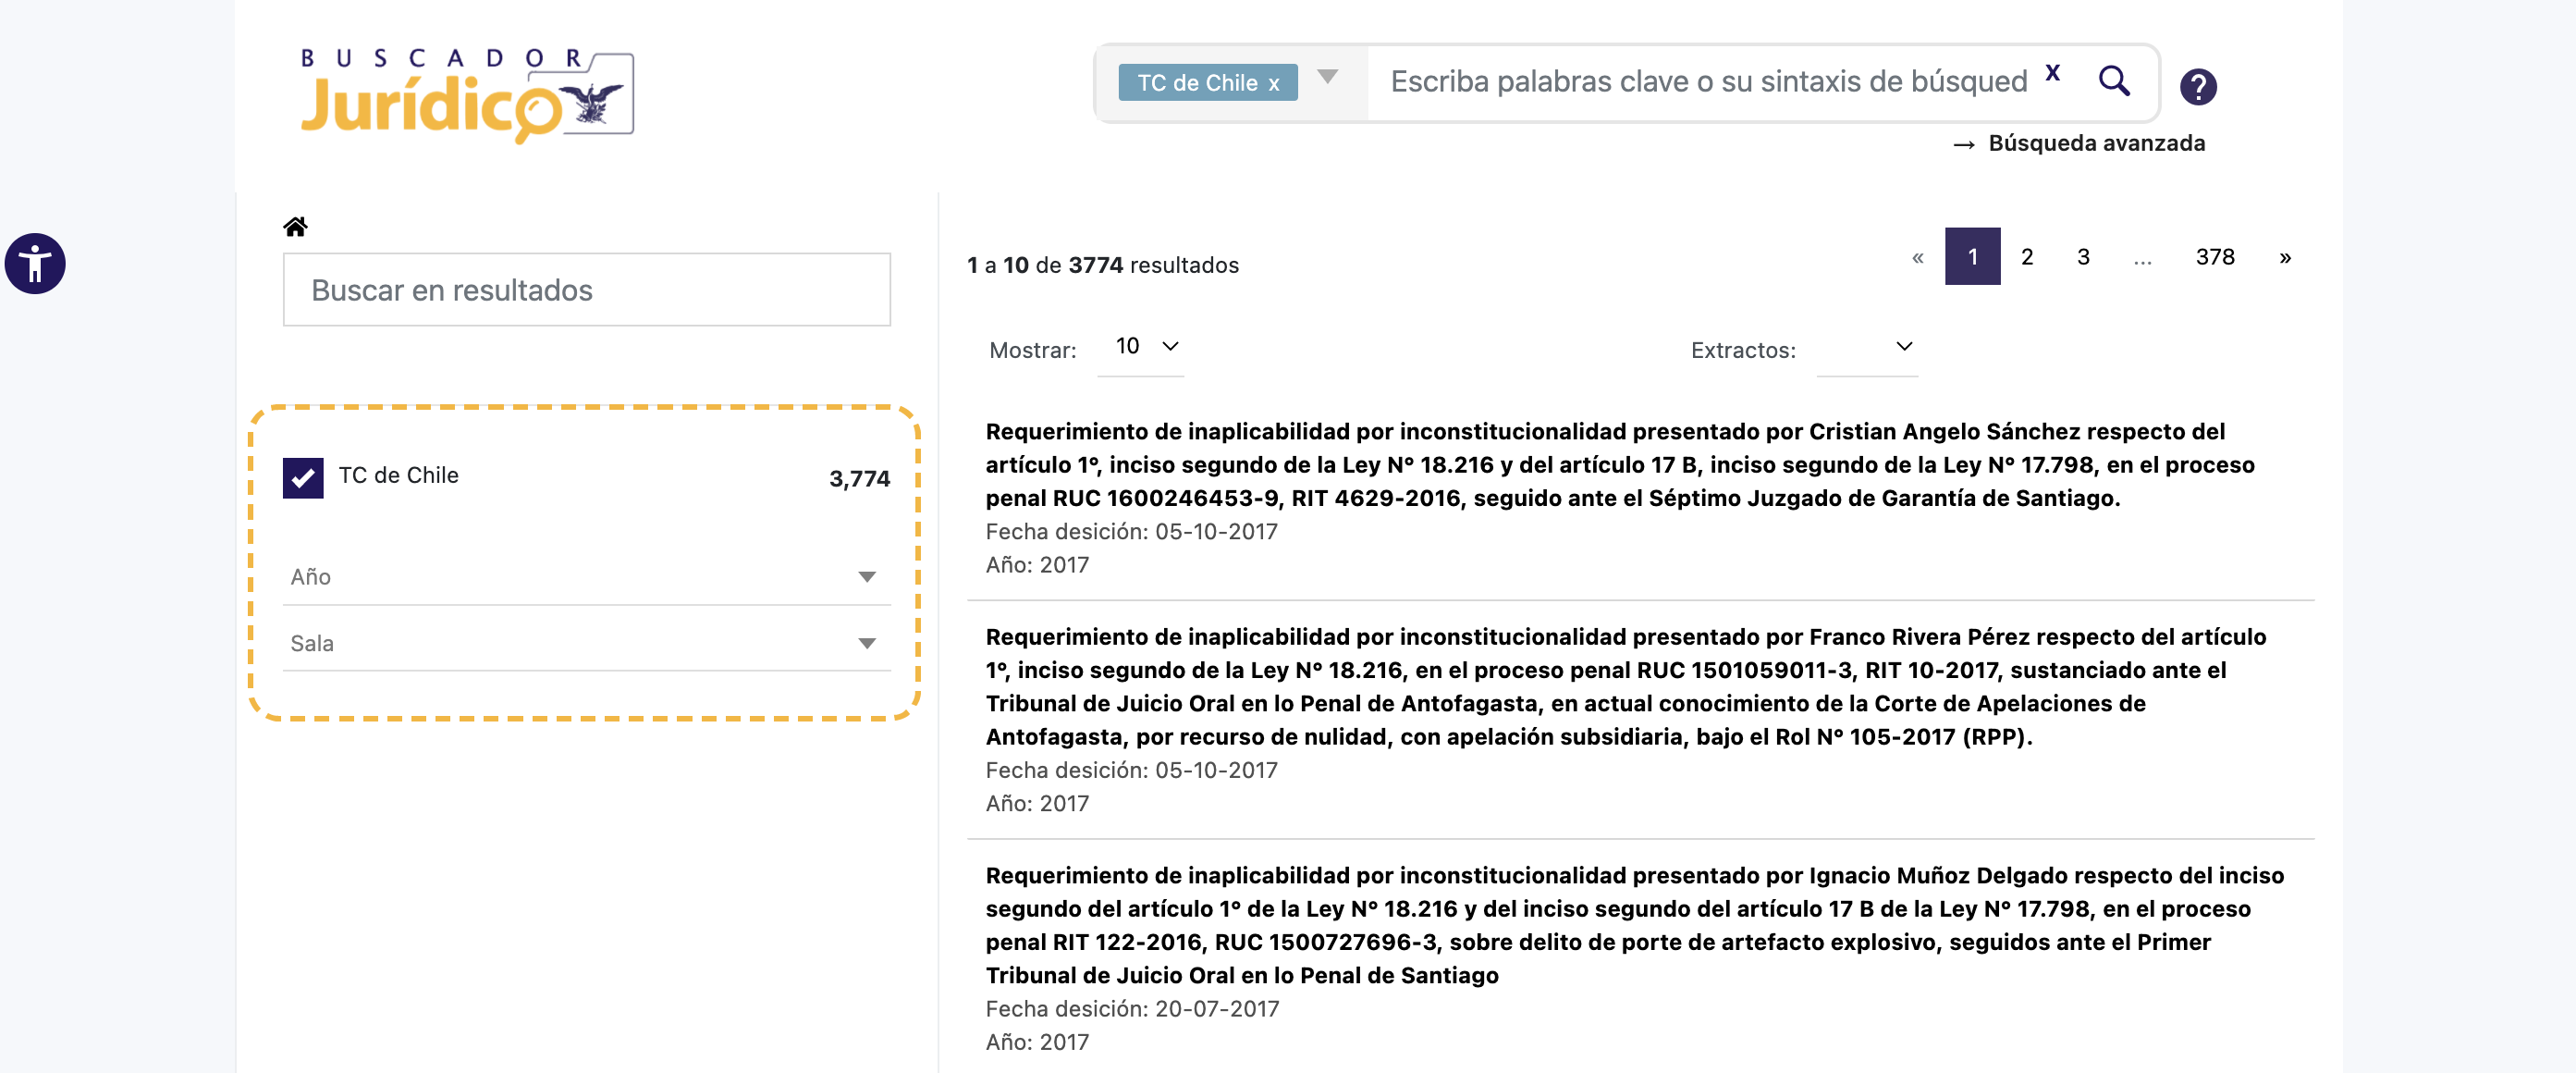 BUSCADOR
Jurídico
TC de Chile x
Escriba palabras clave o su sintaxis de búsqued
x
?
→ Búsqueda avanzada
Buscar en resultados
1 a 10 de 3774 resultados
« 1 2 3 ... 378 »
Mostrar: 10
Extractos:
TC de Chile 3,774
Año
Sala
Requerimiento de inaplicabilidad por inconstitucionalidad presentado por Cristian Angelo Sánchez respecto del
artículo 1°, inciso segundo de la Ley N° 18.216 y del artículo 17 B, inciso segundo de la Ley N° 17.798, en el proceso
penal RUC 1600246453-9, RIT 4629-2016, seguido ante el Séptimo Juzgado de Garantía de Santiago.
Fecha desición: 05-10-2017
Año: 2017
Requerimiento de inaplicabilidad por inconstitucionalidad presentado por Franco Rivera Pérez respecto del artículo
1°, inciso segundo de la Ley N° 18.216, en el proceso penal RUC 1501059011-3, RIT 10-2017, sustanciado ante el
Tribunal de Juicio Oral en lo Penal de Antofagasta, en actual conocimiento de la Corte de Apelaciones de
Antofagasta, por recurso de nulidad, con apelación subsidiaria, bajo el Rol N° 105-2017 (RPP).
Fecha desición: 05-10-2017
Año: 2017
Requerimiento de inaplicabilidad por inconstitucionalidad presentado por Ignacio Muñoz Delgado respecto del inciso
segundo del artículo 1° de la Ley N° 18.216 y del inciso segundo del artículo 17 B de la Ley N° 17.798, en el proceso
penal RIT 122-2016, RUC 1500727696-3, sobre delito de porte de artefacto explosivo, seguidos ante el Primer
Tribunal de Juicio Oral en lo Penal de Santiago
Fecha desición: 20-07-2017
Año: 2017